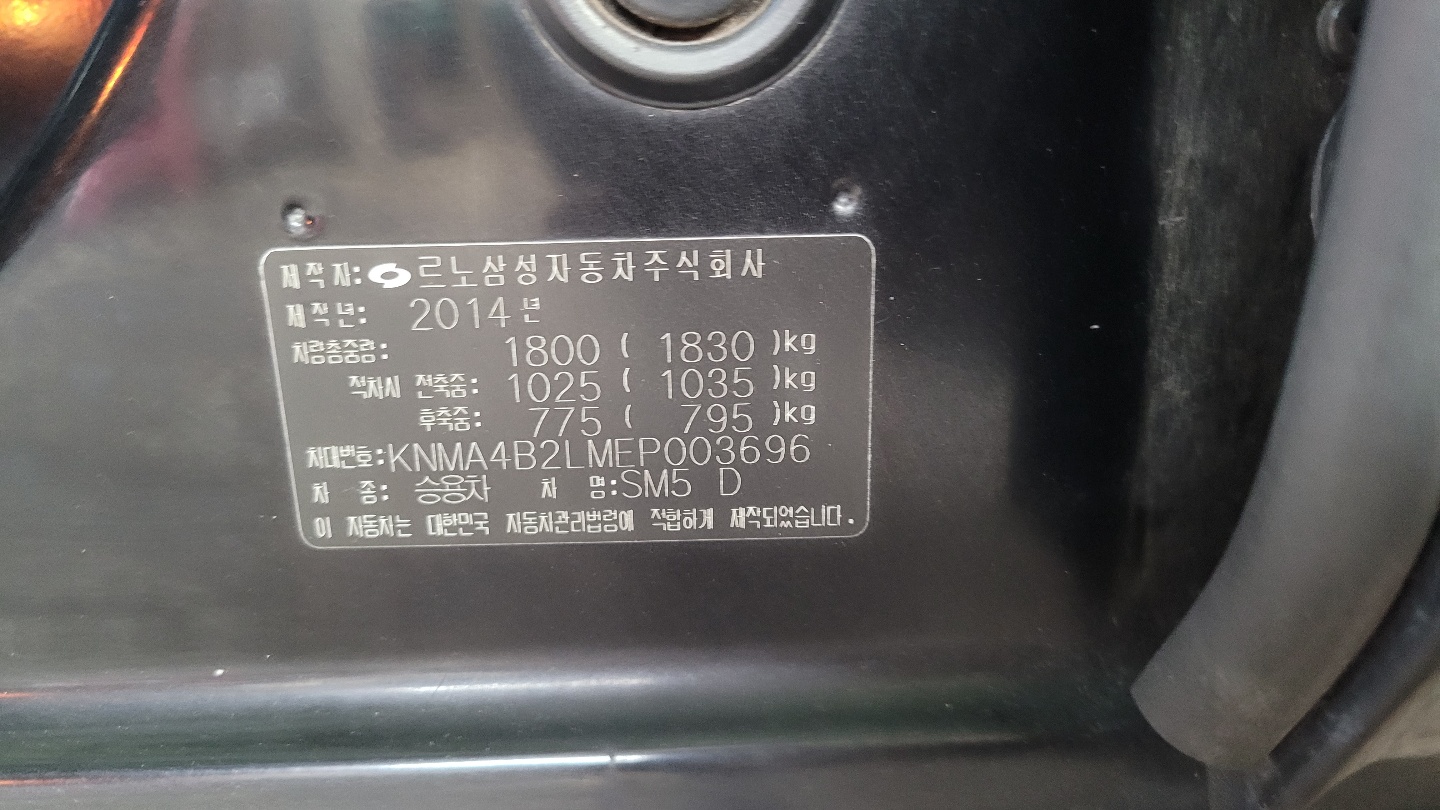 제작자: 르노삼성자동차주식회사
제작년: 2014년
차량총중량: 1800 ( 1830 )kg
적차시 전축중: 1025 ( 1035 )kg
후축중: 775 ( 795 )kg
차대번호:KNMA4B2LMEP003696
차 종: 승용차 차 명:SM5 D
이 자동차는 대한민국 자동차관리법령에 적합하게 제작되었습니다.